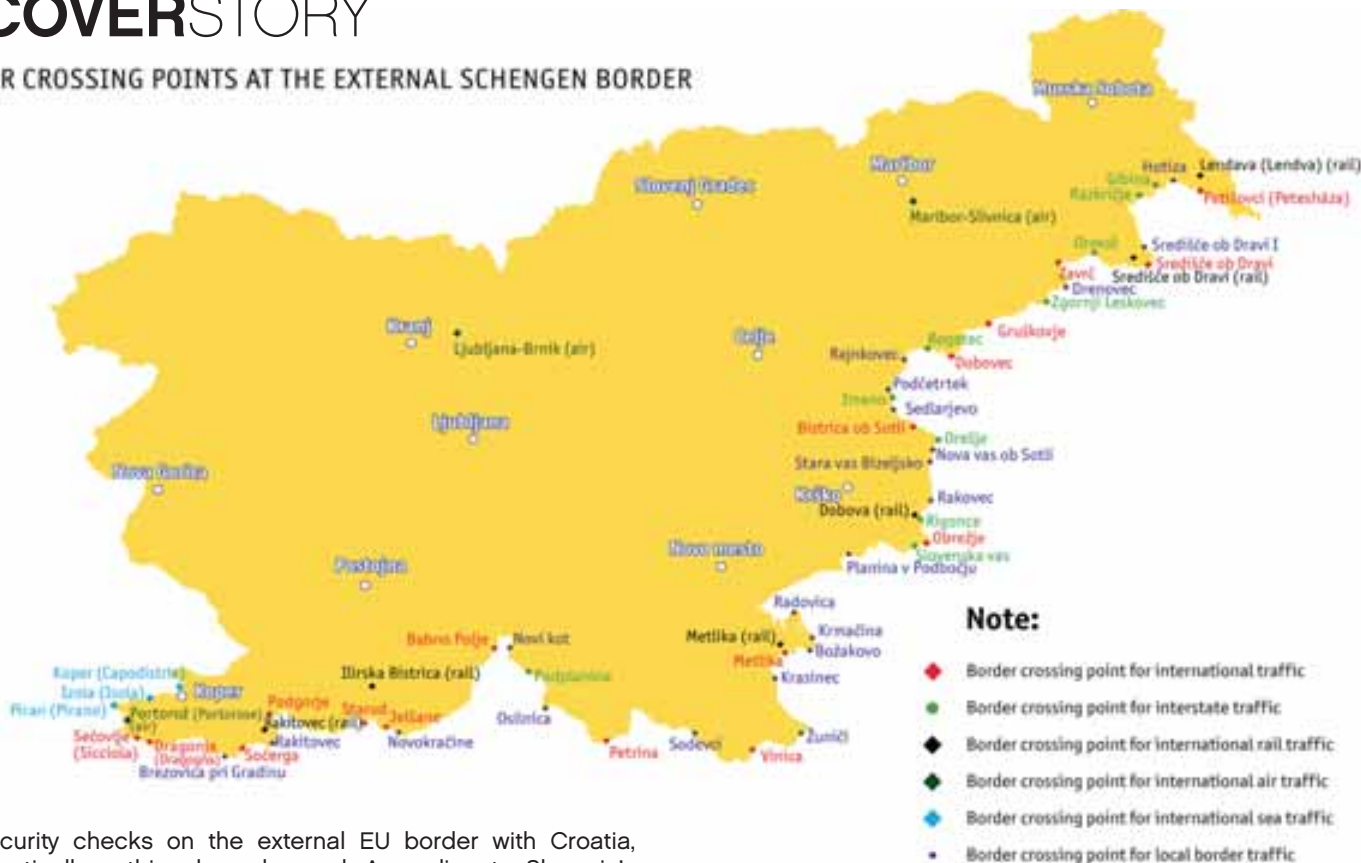 COVERSTORY
R CROSSING POINTS AT THE EXTERNAL SCHENGEN BORDER
Murska Sobota
Maribor
Hotiza
Lendava (Lendva) (rail)
Gibina
Slovenj Gradec
Razkrižje
Petišovci (Petesháza)
Maribor-Slivnica (air)
Ormož
Središče ob Dravi I
Središče ob Dravi
Zavrč
Središče ob Dravi (rail)
Drenovec
Zgornji Leskovec
Kranj
Gruškovje
Celje
Rogatec
Ljubljana-Brnik (air)
Rajnkovec
Dobovec
Podčetrtek
Imeno
Sedlarjevo
Ljubljana
Bistrica ob Sotli
Orešje
Nova vas ob Sotli
Stara vas Bizeljsko
Nova Gorica
Krško
Rakovec
Dobova (rail)
Rigonce
Obrežje
Novo mesto
Slovenska vas
Postojna
Planina v Podbočju
Radovica
Note:
Krmačina
Metlika (rail)
Babno Polje
Novi kot
Božakovo
Metlika
Koper (Capodistria)
Ilirska Bistrica (rail)
Podplanina
Krasinec
Border crossing point for international traffic
Izola (Isola)
Koper
Piran (Pirano)
Podgorje
Portorož (Portorose)
(air)
Starod
Jelšane
Osilnica
Border crossing point for interstate traffic
Rakitovec (rail)
Sečovlje
(Sicciole)
Dragonja
(Dragogna)
Rakitovec
Novokračine
Sodevci
Žuniči
Sočerga
Petrina
Vinica
Border crossing point for international rail traffic
Brezovica pri Gradinu
Border crossing point for international air traffic
Border crossing point for international sea traffic
Border crossing point for local border traffic
curity checks on the external EU border with Croatia,